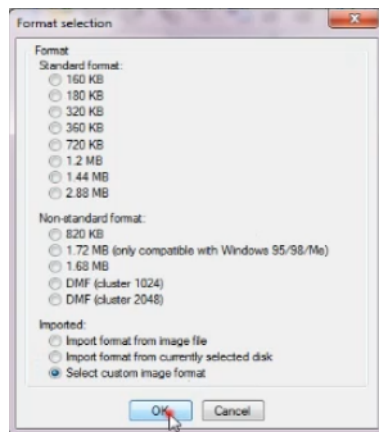 Format selection
Format
Standard format:
160 KB
180 KB
320 KB
360 KB
720 KB
1.2 MB
1.44 MB
2.88 MB
Non-standard format:
820 KB
1.72 MB (only compatible with Windows 95/98/Me)
1.68 MB
DMF (cluster 1024)
DMF (cluster 2048)
Imported:
Import format from image file
Import format from currently selected disk
Select custom image format
OK Cancel